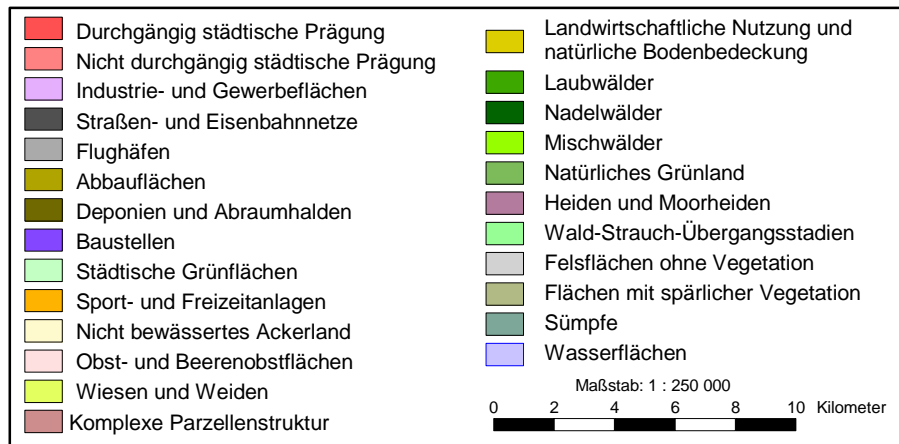 Durchgängig städtische Prägung
Nicht durchgängig städtische Prägung
Industrie- und Gewerbeflächen
Straßen- und Eisenbahnnetze
Flughäfen
Abbauflächen
Deponien und Abraumhalden
Baustellen
Städtische Grünflächen
Sport- und Freizeitanlagen
Nicht bewässertes Ackerland
Obst- und Beerenobstflächen
Wiesen und Weiden
Komplexe Parzellenstruktur
Landwirtschaftliche Nutzung und
natürliche Bodenbedeckung
Laubwälder
Nadelwälder
Mischwälder
Natürliches Grünland
Heiden und Moorheiden
Wald-Strauch-Übergangsstadien
Felsflächen ohne Vegetation
Flächen mit spärlicher Vegetation
Sümpfe
Wasserflächen
Maßstab: 1 : 250 000
0 2 4 6 8 10 Kilometer